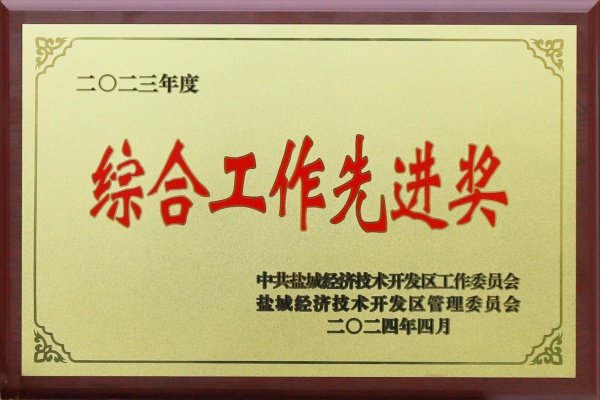 二〇二三年度
综合工作先进奖
中共盐城经济技术开发区工作委员会
盐城经济技术开发区管理委员会
二〇二四年四月